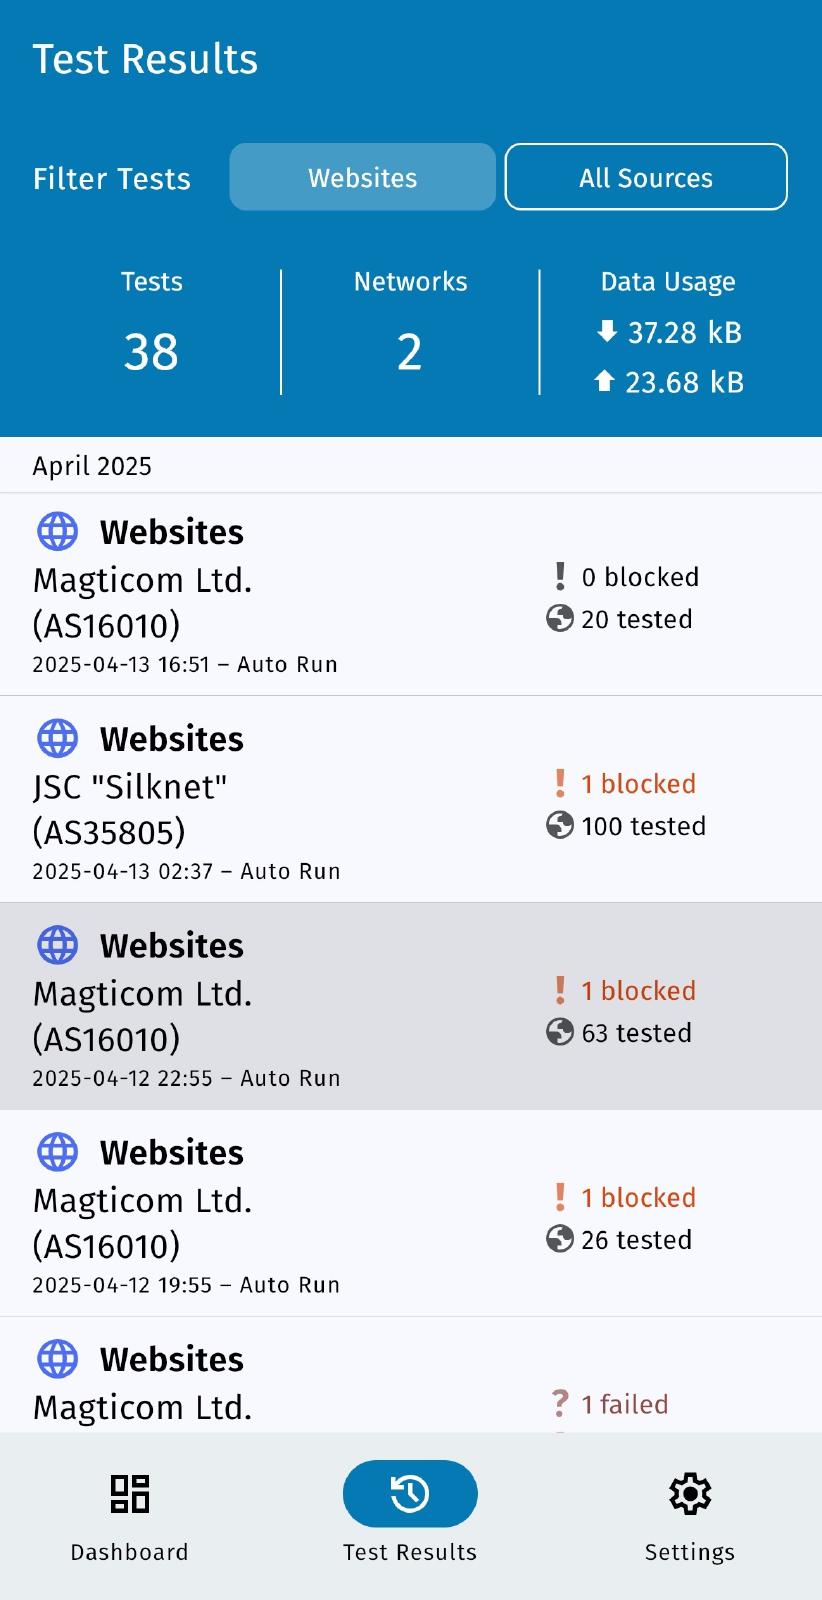 Test Results
Filter Tests
Websites
All Sources
Tests
38
Networks
2
Data Usage
37.28 kB
23.68 kB
April 2025
Websites
Magticom Ltd.
(AS16010)
2025-04-13 16:51 – Auto Run
0 blocked
20 tested
Websites
JSC "Silknet"
(AS35805)
2025-04-13 02:37 – Auto Run
1 blocked
100 tested
Websites
Magticom Ltd.
(AS16010)
2025-04-12 22:55 – Auto Run
1 blocked
63 tested
Websites
Magticom Ltd.
(AS16010)
2025-04-12 19:55 – Auto Run
1 blocked
26 tested
Websites
Magticom Ltd.
1 failed
Dashboard
Test Results
Settings